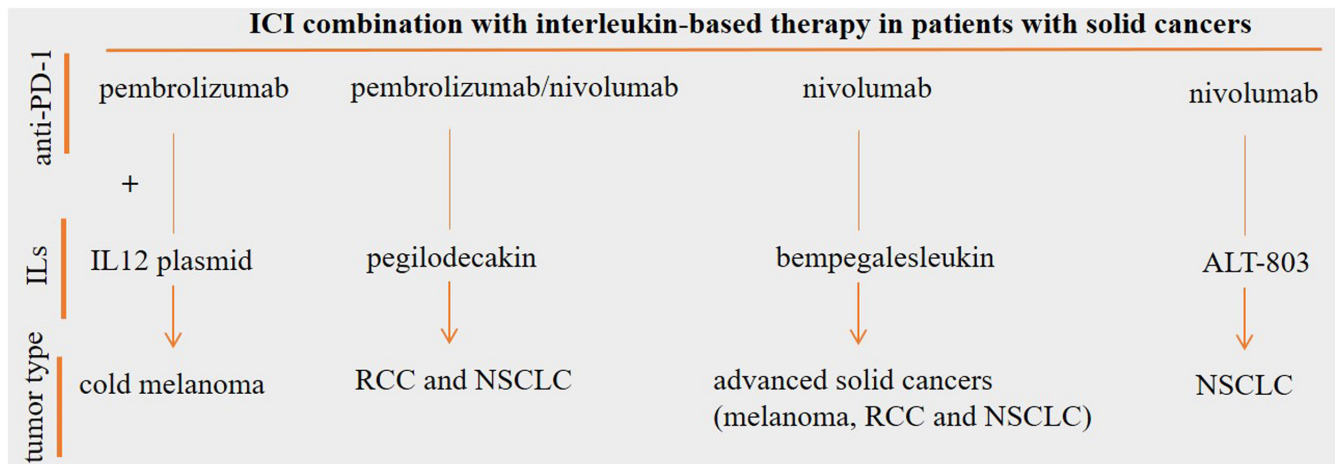 ICI combination with interleukin-based therapy in patients with solid cancers
anti-PD-1
pembrolizumab
pembrolizumab/nivolumab
nivolumab
nivolumab
+
ILs
IL12 plasmid
pegilodecakin
bempegalesleukin
ALT-803
tumor type
cold melanoma
RCC and NSCLC
advanced solid cancers
(melanoma, RCC and NSCLC)
NSCLC